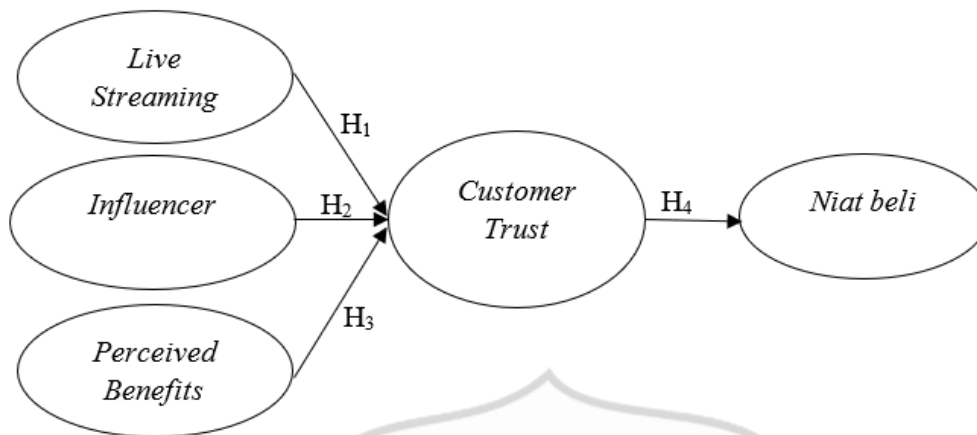 Live
Streaming
H₁
Influencer
H₂
Customer
Trust
H₄
Niat beli
H₃
Perceived
Benefits